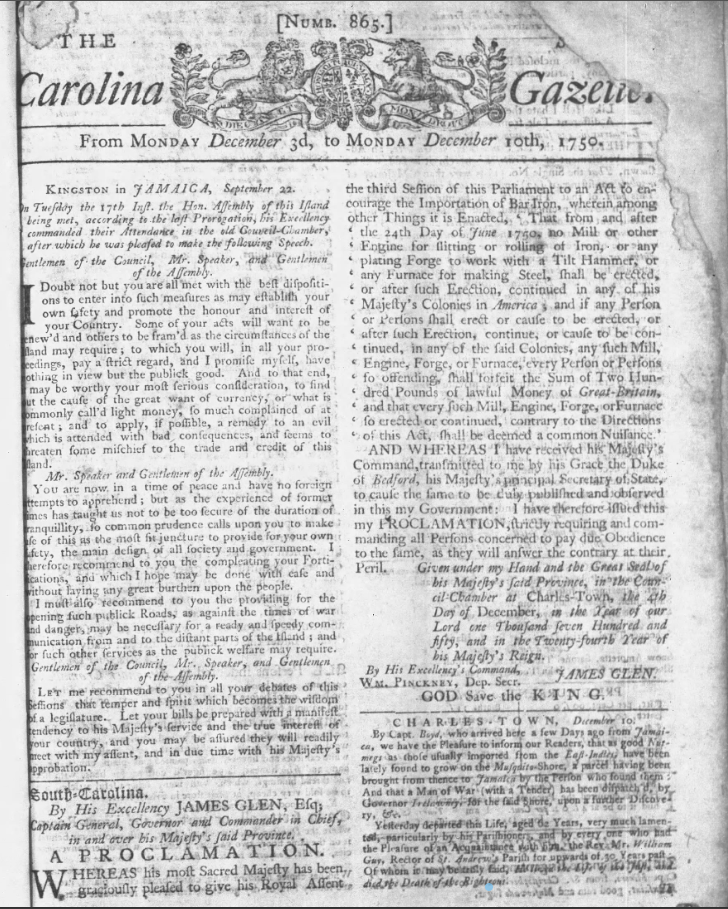 [NUMB. 865.]
THE
Carolina Gazette.
DIEU ET
MON DROIT
From MONDAY December 3d, to MONDAY December 10th, 1750.
KINGSTON in JAMAICA, September 22.
On Tuesday the 17th Inst. the Hon. Assembly of this Island
being met, according to the last Prorogation, his Excellency
commanded their Attendance in the old Council-Chamber,
after which he was pleased to make the following Speech.
Gentlemen of the Council, Mr. Speaker, and Gentlemen
of the Assembly.
I Doubt not but you are all met with the best dispositi-
ons to enter into such measures as may establish your
own safety and promote the honour and interest of
your Country. Some of your acts will want to be
renew'd and others to be fram'd as the circumstances of the
island may require; to which you will, in all your pro-
ceedings, pay a strict regard, and I promise myself, have
nothing in view but the publick good. And to that end,
it may be worthy your most serious consideration, to find
out the cause of the great want of currency, or what is
commonly call'd light money, so much complained of at
present; and to apply, if possible, a remedy to an evil
which is attended with bad consequences, and seems to
threaten some mischief to the trade and credit of this
island.
Mr. Speaker and Gentlemen of the Assembly.
You are now in a time of peace and have no foreign
attempts to apprehend; but as the experience of former
times has taught us not to be too secure of the duration of
tranquillity, so common prudence calls upon you to make
use of this as the most fit juncture to provide for your own
safety, the main design of all society and government. I
therefore recommend to you the compleating your Forti-
fications, and which I hope may be done with ease and
without laying any great burthen upon the people.
I must also recommend to you the providing for the
opening such publick Roads, as against the times of war
and danger, may be necessary for a ready and speedy com-
munication from and to the distant parts of the island; and
for such other services as the publick welfare may require.
Gentlemen of the Council, Mr. Speaker, and Gentlemen
of the Assembly.
LET me recommend to you in all your debates of this
Sessions that temper and spirit which becomes the wisdom
of a legislature. Let your bills be prepared with a manifest
tendency to his Majesty's service and the true interest of
your country, and you may be assured they will readily
meet with my assent, and in due time with his Majesty's
approbation.
South-Carolina.
By His Excellency JAMES GLEN, Esq;
Captain General, Governor and Commander in Chief,
in and over his Majesty's said Province.
A PROCLAMATION.
WHEREAS his most Sacred Majesty has been
graciously pleased to give his Royal Assent
the third Session of this Parliament to an Act to en-
courage the Importation of Bar-Iron, wherein among
other Things it is Enacted, ‘ That from and after
‘ the 24th Day of June 1750, no Mill or other
‘ Engine for slitting or rolling of Iron, or any
‘ plating Forge to work with a Tilt Hammer, or
‘ any Furnace for making Steel, shall be erected,
‘ or after such Erection, continued in any of his
‘ Majesty's Colonies in America; and if any Person
‘ or Persons shall erect or cause to be erected, or
‘ after such Erection, continue, or cause to be con-
‘ tinued, in any of the said Colonies, any such Mill,
‘ Engine, Forge, or Furnace, every Person or Persons
‘ so offending, shall forfeit the Sum of Two Hun-
‘ dred Pounds of lawful Money of Great-Britain,
‘ and that every such Mill, Engine, Forge, or Furnace
‘ so erected or continued, contrary to the Directions
‘ of this Act, shall be deemed a common Nuisance.’
AND WHEREAS I have received his Majesty's
Command, transmitted to me by his Grace the Duke
of Bedford, his Majesty's principal Secretary of State,
to cause the same to be duly published and observed
in this my Government: I have therefore issued this
my PROCLAMATION, strictly requiring and com-
manding all Persons concerned to pay due Obedience
to the same, as they will answer the contrary at their
Peril. Given under my Hand and the Great Seal of
his Majesty's said Province, in the Coun-
cil-Chamber at Charles-Town, the 4th
Day of December, in the Year of our
Lord one Thousand seven Hundred and
fifty, and in the Twenty-fourth Year of
his Majesty's Reign.
By His Excellency's Command, JAMES GLEN.
WM. PINCKNEY, Dep. Secr.
GOD Save the KING.
CHARLES-TOWN, December 10.
By Capt. Boyd, who arrived here a few Days ago from Jamai-
ca, we have the Pleasure to inform our Readers, that as good Nut-
megs as those usually imported from the East-Indies have been
lately found to grow on the Musquito-Shore, a parcel having been
brought from thence to Jamaica by the Person who found them:
And that a Man of War (with a Tender) has been dispatch'd, by
Governor Trelawny, for the said Shore, upon a further Discove-
ry, &c.
Yesterday departed this Life, aged Years, very much lamen-
ted, particularly by his Parishioners, and by every one who had
the Pleasure of an Acquaintance with him, the Rev. Mr. William
Guy, Rector of St. Andrew's Parish for upwards of 30 Years past.
Of whom it may be truly said, the Life of the Just, and
died the Death of the Righteous.